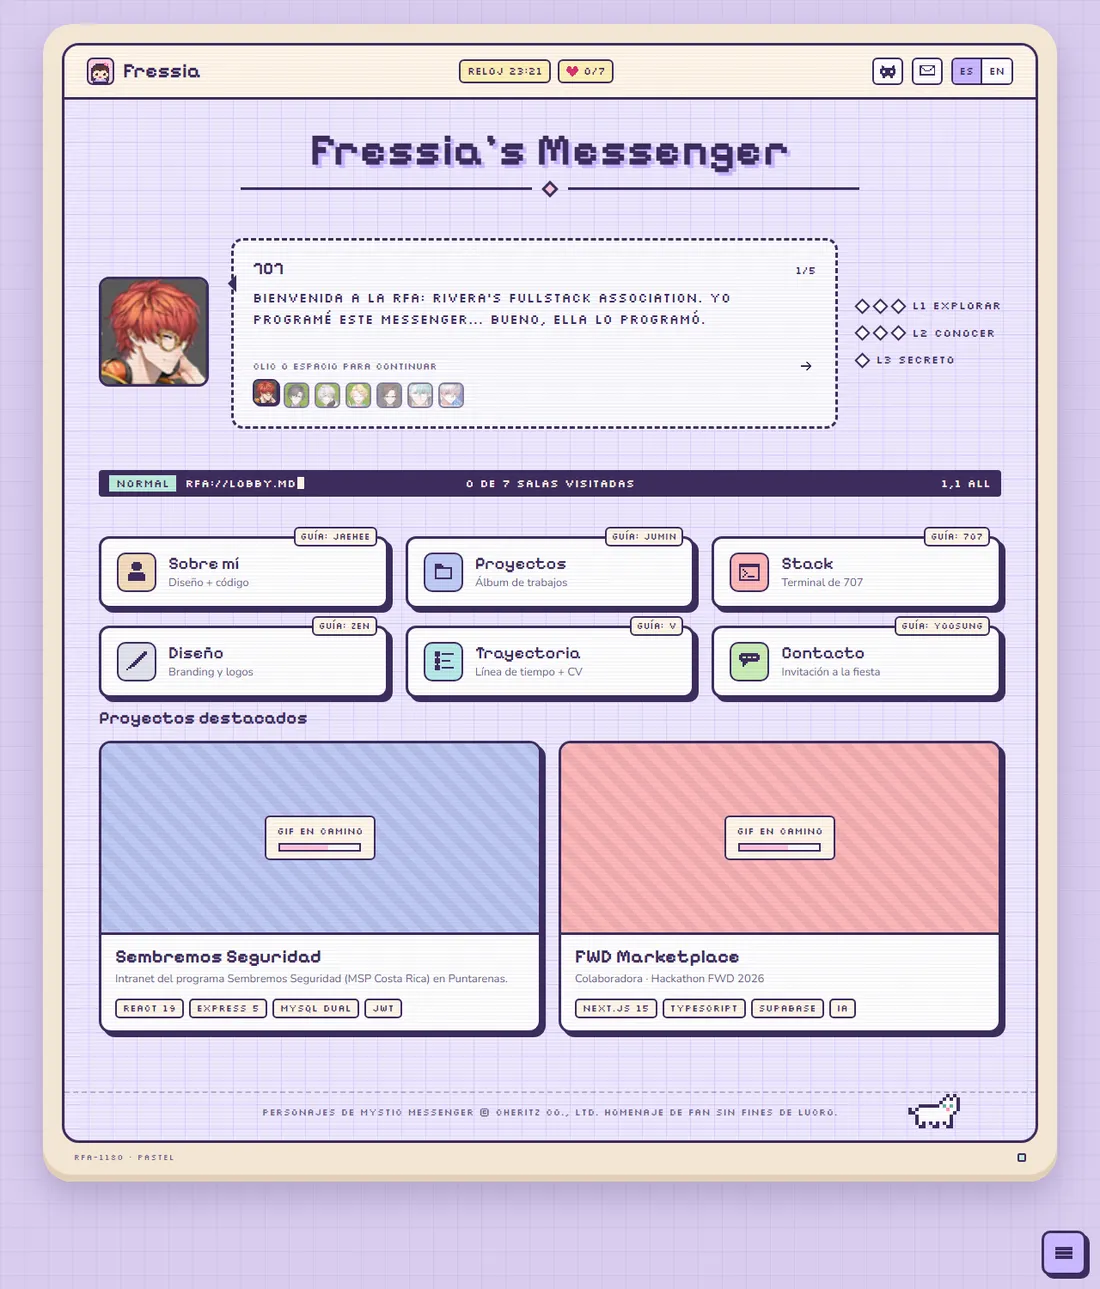 Fressia
RELOJ 23:21
0/7
ES
EN
Fressia's Messenger
707
1/5
BIENVENIDA A LA RFA: RIVERA'S FULLSTACK ASSOCIATION. YO
PROGRAMÉ ESTE MESSENGER... BUENO, ELLA LO PROGRAMÓ.
CLIC O ESPACIO PARA CONTINUAR
→
L1 EXPLORAR
L2 CONOCER
L3 SECRETO
NORMAL
RFA://LOBBY.MD
0 DE 7 SALAS VISITADAS
1,1 ALL
GUÍA: JAEHEE
Sobre mí
Diseño + código
GUÍA: JUMIN
Proyectos
Álbum de trabajos
GUÍA: 707
Stack
Terminal de 707
GUÍA: ZEN
Diseño
Branding y logos
GUÍA: V
Trayectoria
Línea de tiempo + CV
GUÍA: YOOSUNG
Contacto
Invitación a la fiesta
Proyectos destacados
GIF EN CAMINO
Sembremos Seguridad
Intranet del programa Sembremos Seguridad (MSP Costa Rica) en Puntarenas.
REACT 19
EXPRESS 5
MYSQL DUAL
JWT
GIF EN CAMINO
FWD Marketplace
Colaboradora · Hackathon FWD 2026
NEXT.JS 15
TYPESCRIPT
SUPABASE
IA
PERSONAJES DE MYSTIC MESSENGER © CHERITZ CO., LTD. HOMENAJE DE FAN SIN FINES DE LUCRO.
RFA-1180 · PASTEL